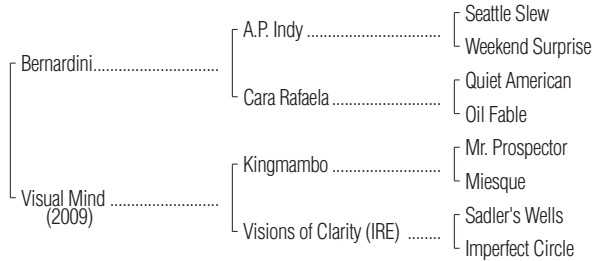 Seattle Slew
A.P. Indy ..............................
Weekend Surprise
Bernardini............................
Quiet American
Cara Rafaela ........................
Oil Fable
Mr. Prospector
Kingmambo ........................
Miesque
Visual Mind ........................
(2009)
Sadler's Wells
Visions of Clarity (IRE) ........
Imperfect Circle